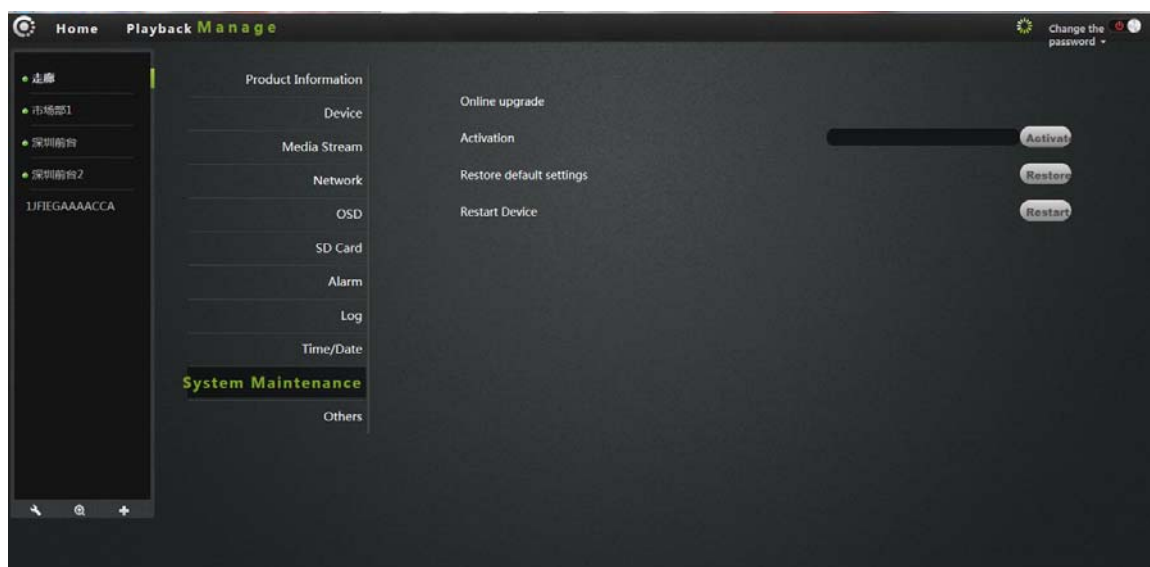 Home
Playback
Manage
Change the
password
走廊
市场部1
深圳前台
深圳前台2
1JFIEGAAAACCA
Product Information
Device
Media Stream
Network
OSD
SD Card
Alarm
Log
Time/Date
System Maintenance
Others
Online upgrade
Activation
Activat
Restore default settings
Restore
Restart Device
Restart